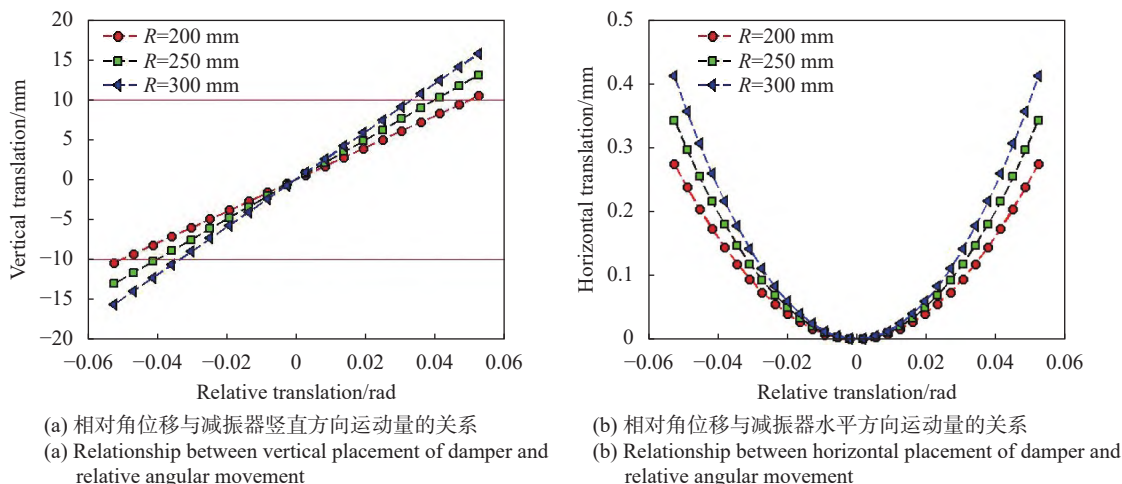 20
15
10
5
0
−5
−10
−15
−20
Vertical translation/mm
R=200 mm
R=250 mm
R=300 mm
−0.06 −0.04 −0.02 0 0.02 0.04 0.06
Relative translation/rad
(a) 相对角位移与减振器竖直方向运动量的关系
(a) Relationship between vertical placement of damper and
relative angular movement
0.5
0.4
0.3
0.2
0.1
0
Horizontal translation/mm
R=200 mm
R=250 mm
R=300 mm
−0.06 −0.04 −0.02 0 0.02 0.04 0.06
Relative translation/rad
(b) 相对角位移与减振器水平方向运动量的关系
(b) Relationship between horizontal placement of damper and
relative angular movement